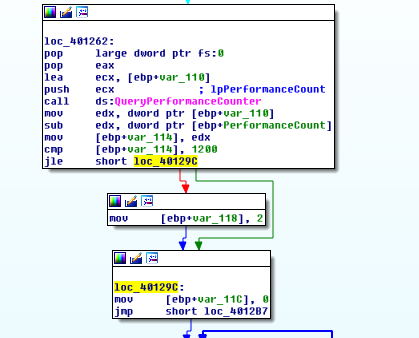 loc_401262:
pop large dword ptr fs:0
pop eax
lea ecx, [ebp+var_110]
push ecx ; lpPerformanceCount
call ds:QueryPerformanceCounter
mov edx, dword ptr [ebp+var_110]
sub edx, dword ptr [ebp+PerformanceCount]
mov [ebp+var_114], edx
cmp [ebp+var_114], 1200
jle short loc_40129C
mov [ebp+var_118], 2
loc_40129C:
mov [ebp+var_11C], 0
jmp short loc_4012B7